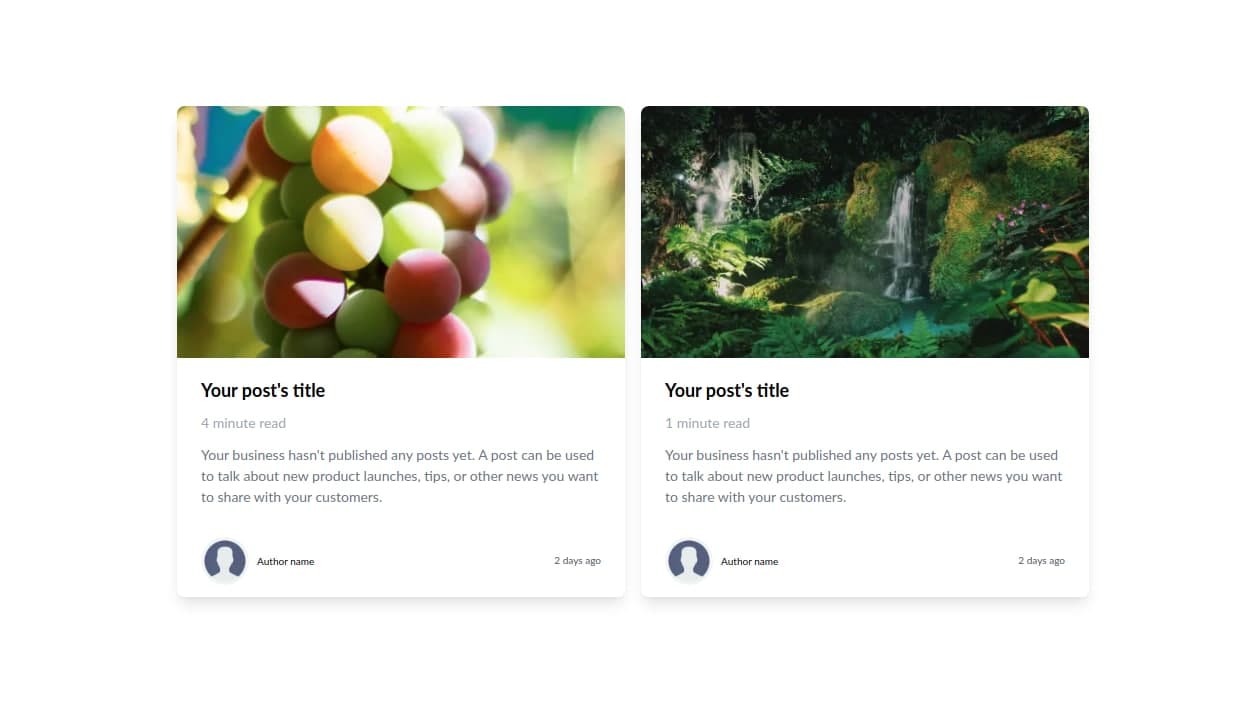 Your post's title
4 minute read
Your business hasn't published any posts yet. A post can be used
to talk about new product launches, tips, or other news you want
to share with your customers.
Author name
2 days ago
Your post's title
1 minute read
Your business hasn't published any posts yet. A post can be used
to talk about new product launches, tips, or other news you want
to share with your customers.
Author name
2 days ago